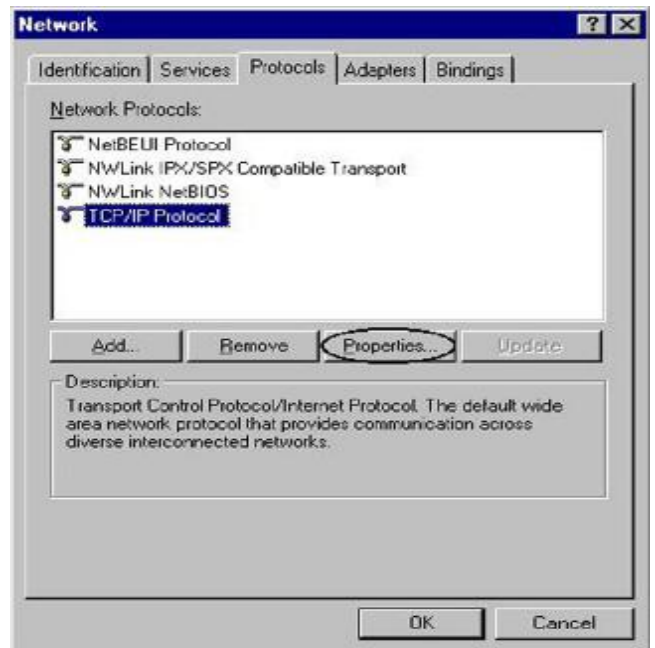 Network
Identification Services Protocols Adapters Bindings
Network Protocols:
NetBEUI Protocol
NWLink IPX/SPX Compatible Transport
NWLink NetBIOS
TCP/IP Protocol
Add... Remove Properties... Update
Description:
Transport Control Protocol/Internet Protocol. The default wide
area network protocol that provides communication across
diverse interconnected networks.
OK Cancel